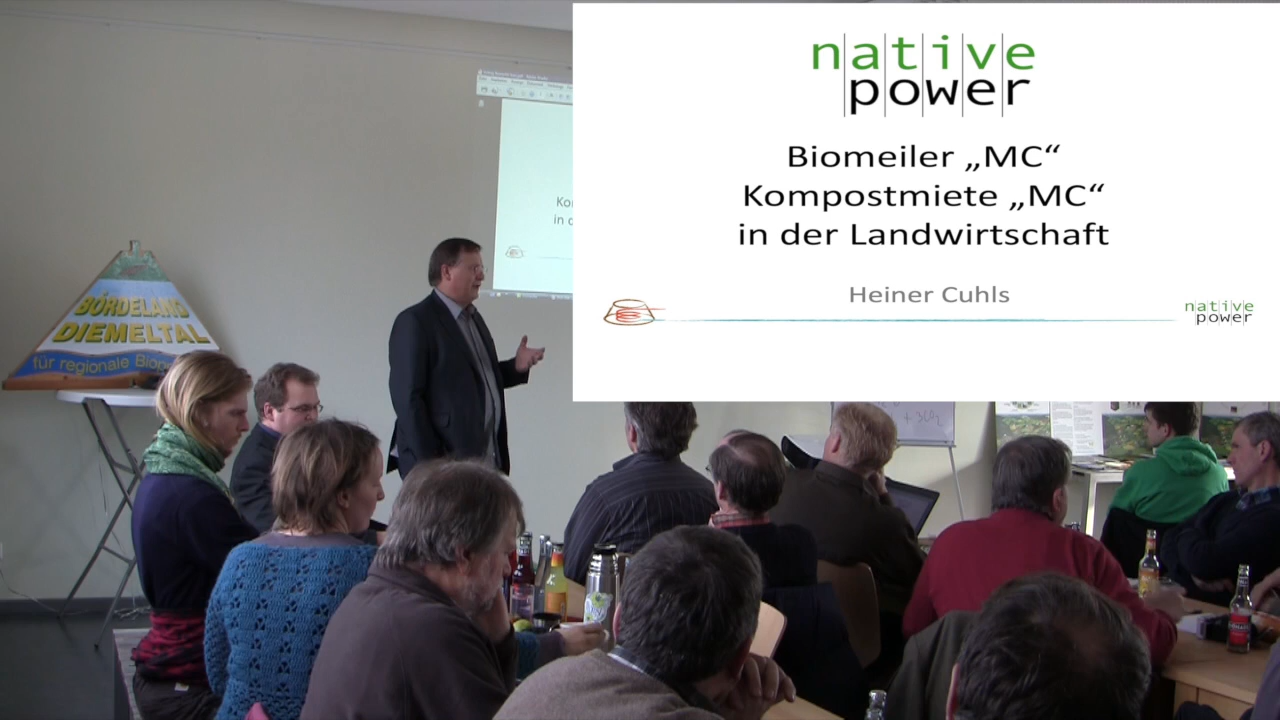 native
power
Biomeiler „MC“
Kompostmiete „MC“
in der Landwirtschaft
Heiner Cuhls
native
power
BÖRDELAND
DIEMELTAL
für regionale